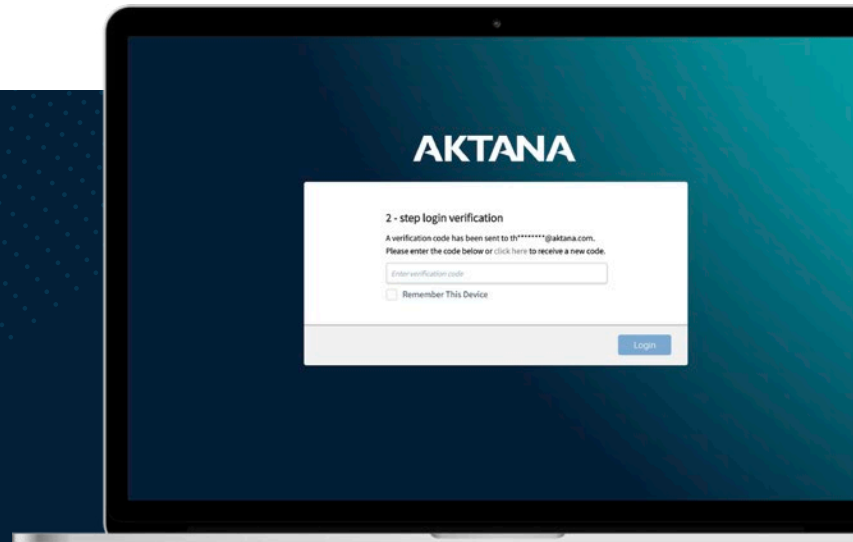 AKTANA
2 - step login verification
A verification code has been sent to th********@aktana.com.
Please enter the code below or click here to receive a new code.
Enter verification code
Remember This Device
Login